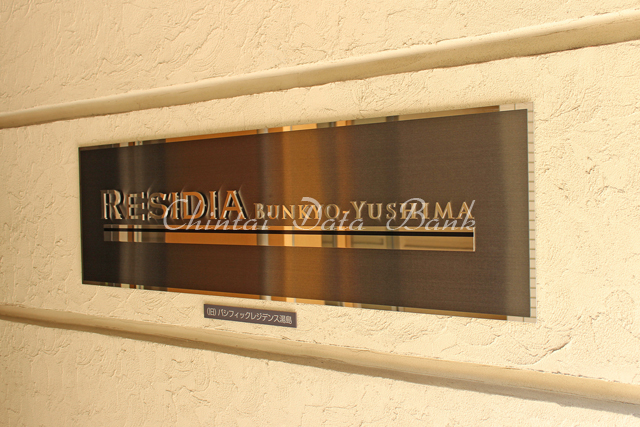 RESIDIA BUNKYO-YUSHIMA
Chintai Data Bank
(旧)パシフィックレジデンス湯島